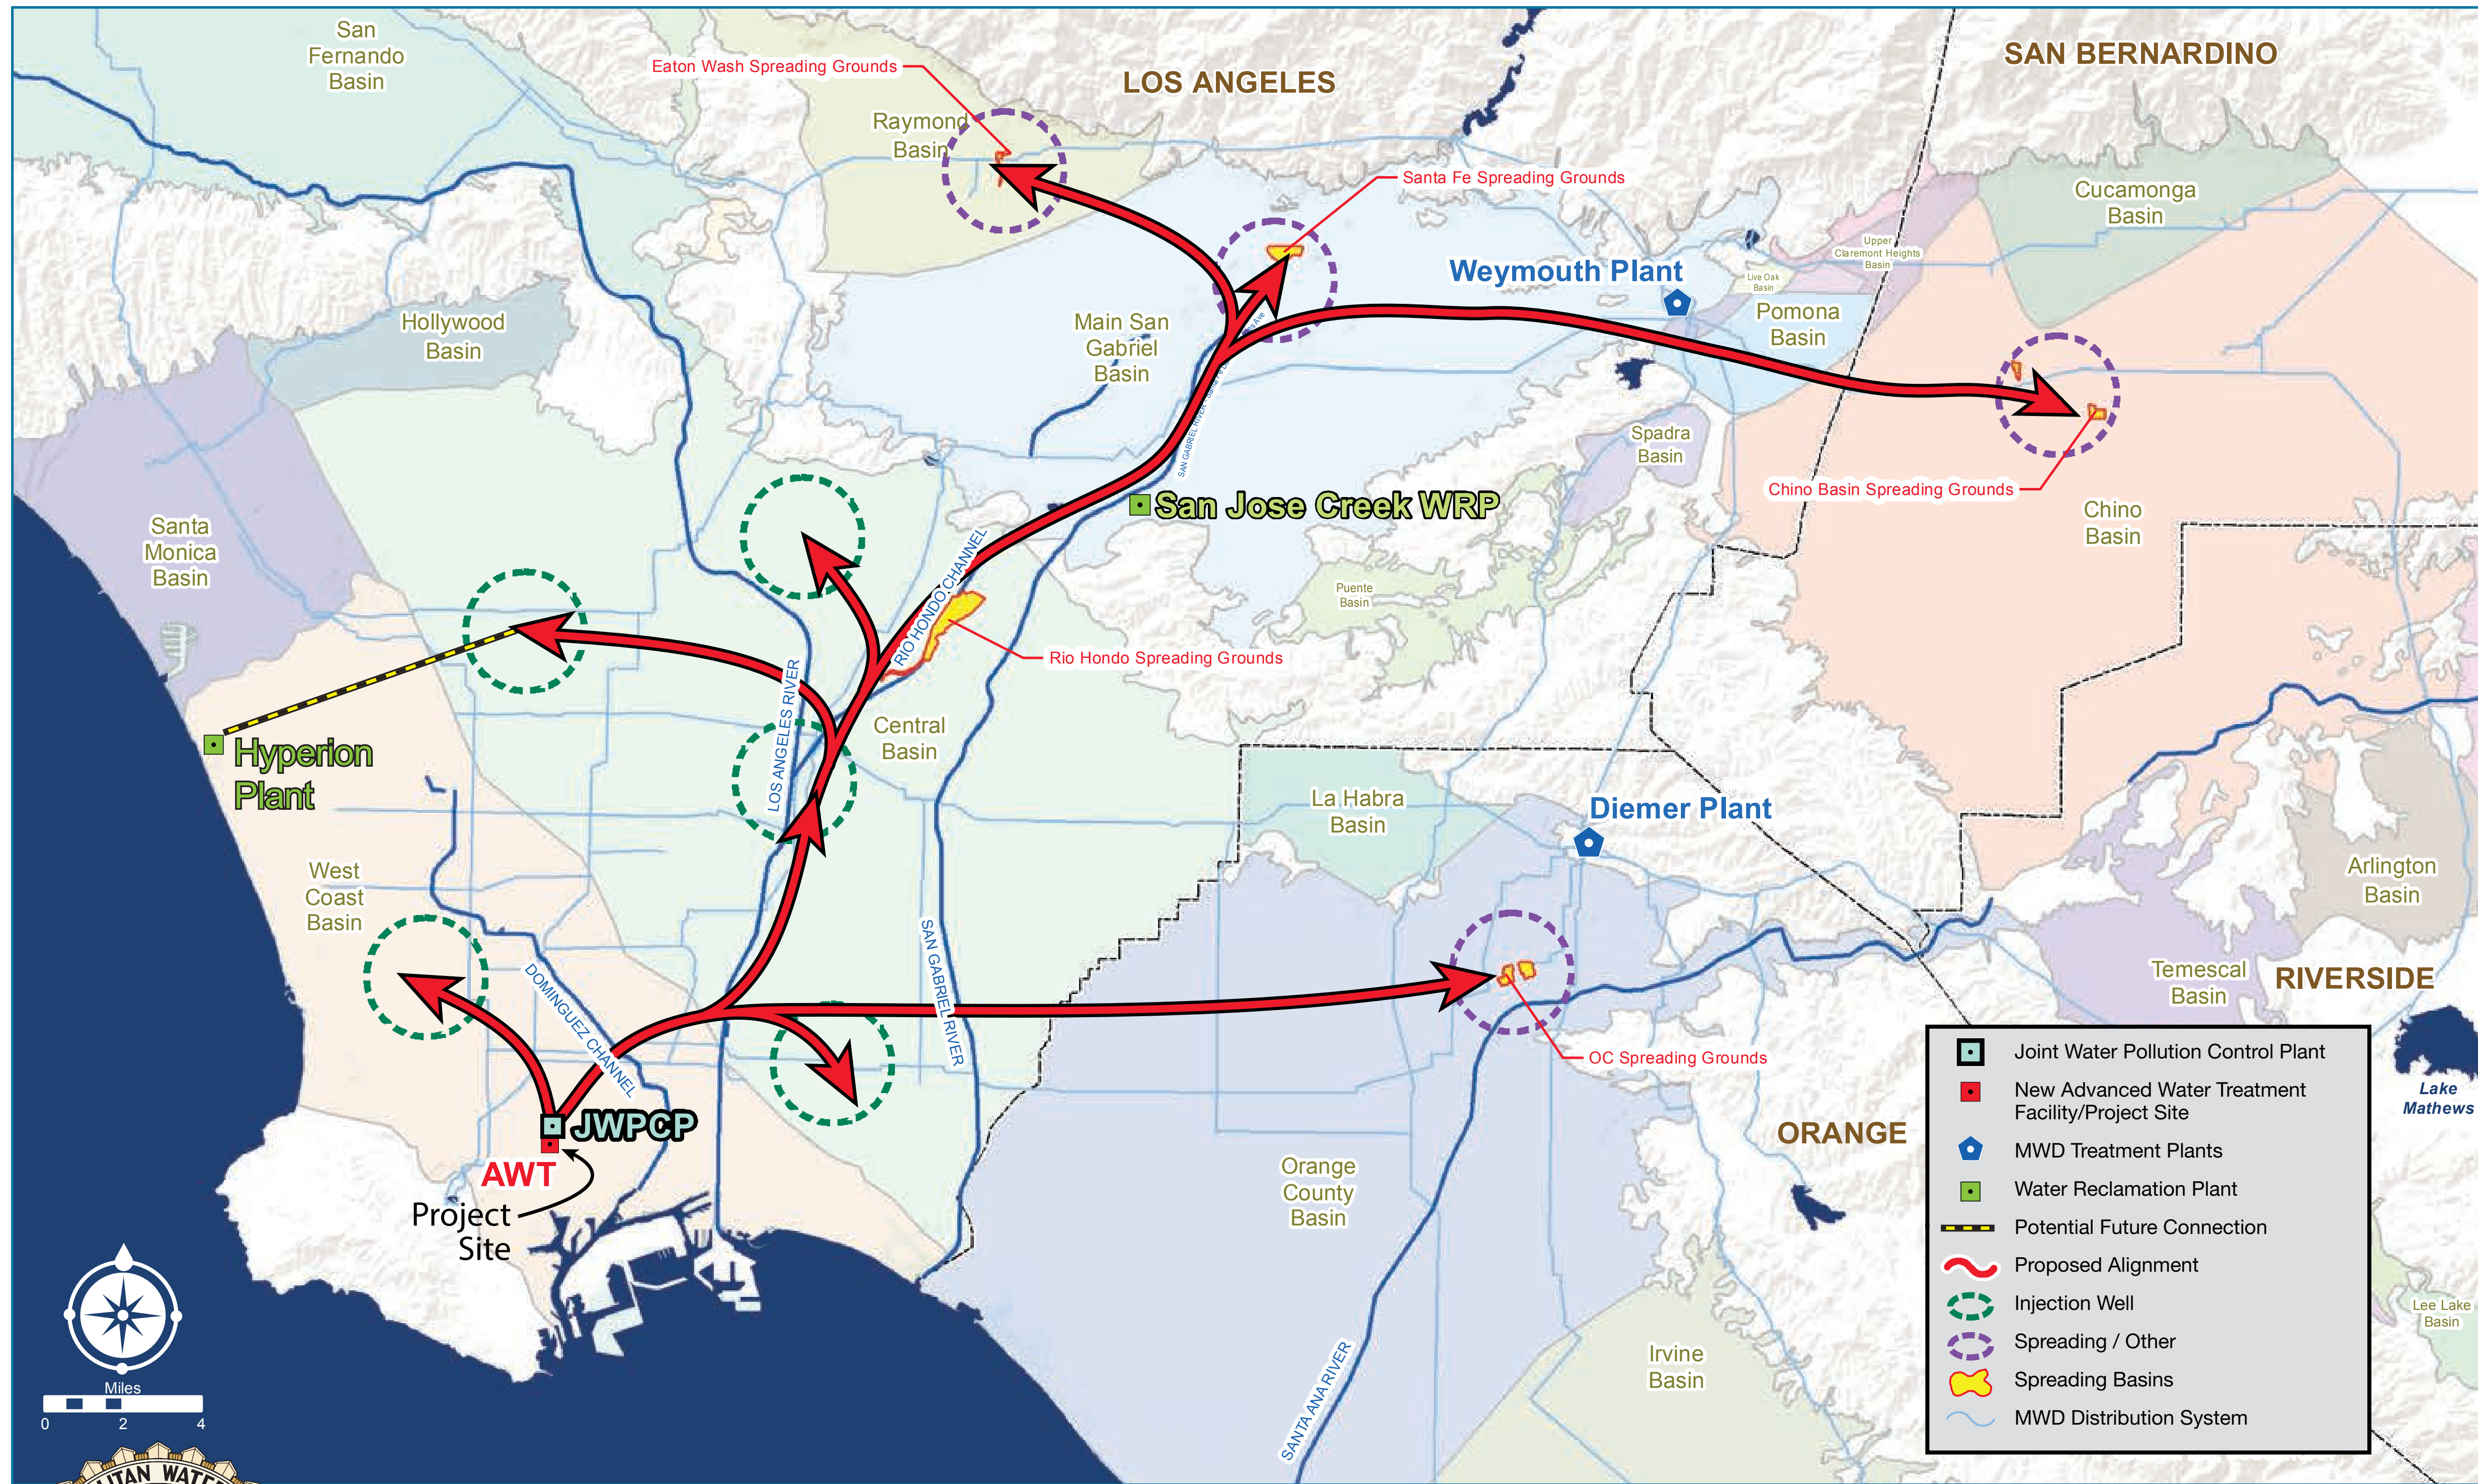 San
Fernando
Basin
Eaton Wash Spreading Grounds
LOS ANGELES
SAN BERNARDINO
Raymond
Basin
Santa Fe Spreading Grounds
Cucamonga
Basin
Upper
Claremont Heights
Basin
Weymouth Plant
Live Oak
Basin
Pomona
Basin
Hollywood
Basin
Main San
Gabriel
Basin
SAN GABRIEL RIVER
Spadra
Basin
Chino Basin Spreading Grounds
San Jose Creek WRP
Chino
Basin
Santa
Monica
Basin
RIO HONDO CHANNEL
Puente
Basin
Rio Hondo Spreading Grounds
LOS ANGELES RIVER
Central
Basin
Hyperion
Plant
La Habra
Basin
Diemer Plant
West
Coast
Basin
Arlington
Basin
DOMINGUEZ CHANNEL
SAN GABRIEL RIVER
Temescal
Basin
RIVERSIDE
OC Spreading Grounds
JWPCP
AWT
Project
Site
Orange
County
Basin
ORANGE
Lake
Mathews
Lee Lake
Basin
Irvine
Basin
SANTA ANA RIVER
Joint Water Pollution Control Plant
New Advanced Water Treatment
Facility/Project Site
MWD Treatment Plants
Water Reclamation Plant
Potential Future Connection
Proposed Alignment
Injection Well
Spreading / Other
Spreading Basins
MWD Distribution System
Miles
0 2 4